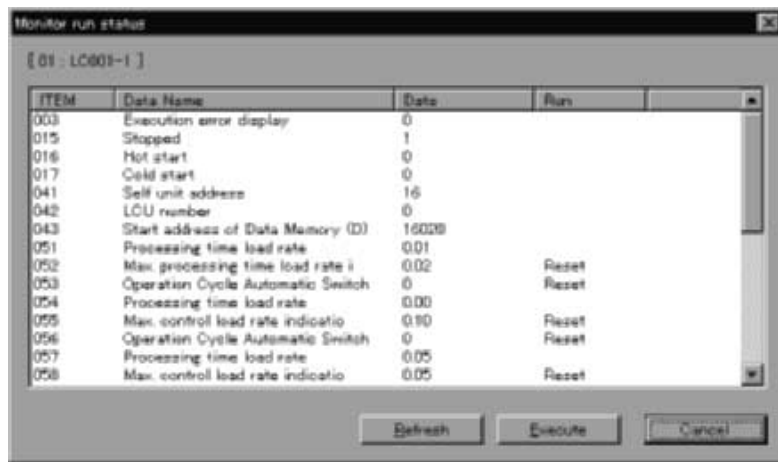 Monitor run status
[ 01 : LC001-1 ]
ITEM Data Name Data Run
003 Execution error display 0
015 Stopped 1
016 Hot start 0
017 Cold start 0
041 Self unit address 16
042 LCU number 0
043 Start address of Data Memory (D) 16020
051 Processing time load rate 0.01
052 Max. processing time load rate i 0.02 Reset
053 Operation Cycle Automatic Switch 0 Reset
054 Processing time load rate 0.00
055 Max. control load rate indicatio 0.10 Reset
056 Operation Cycle Automatic Switch 0 Reset
057 Processing time load rate 0.05
058 Max. control load rate indicatio 0.05 Reset
Refresh Execute Cancel